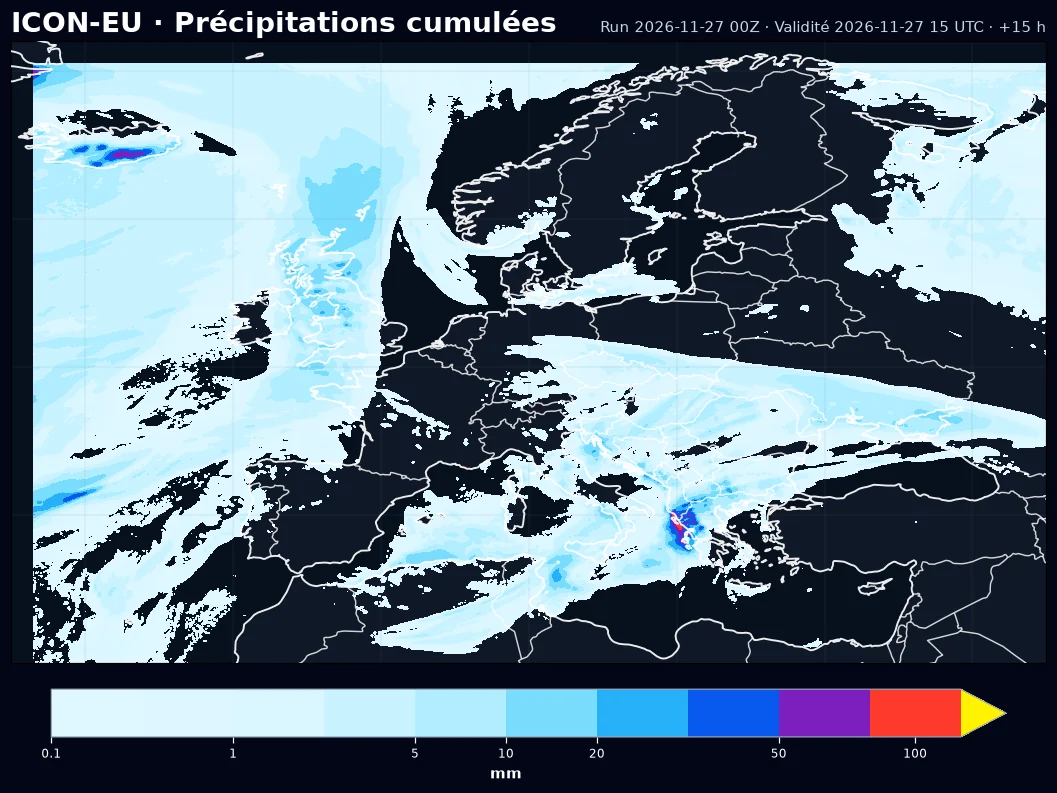 ICON-EU · Précipitations cumulées
Run 2026-11-27 00Z · Validité 2026-11-27 15 UTC · +15 h
0.1 1 5 10 20 50 100
mm